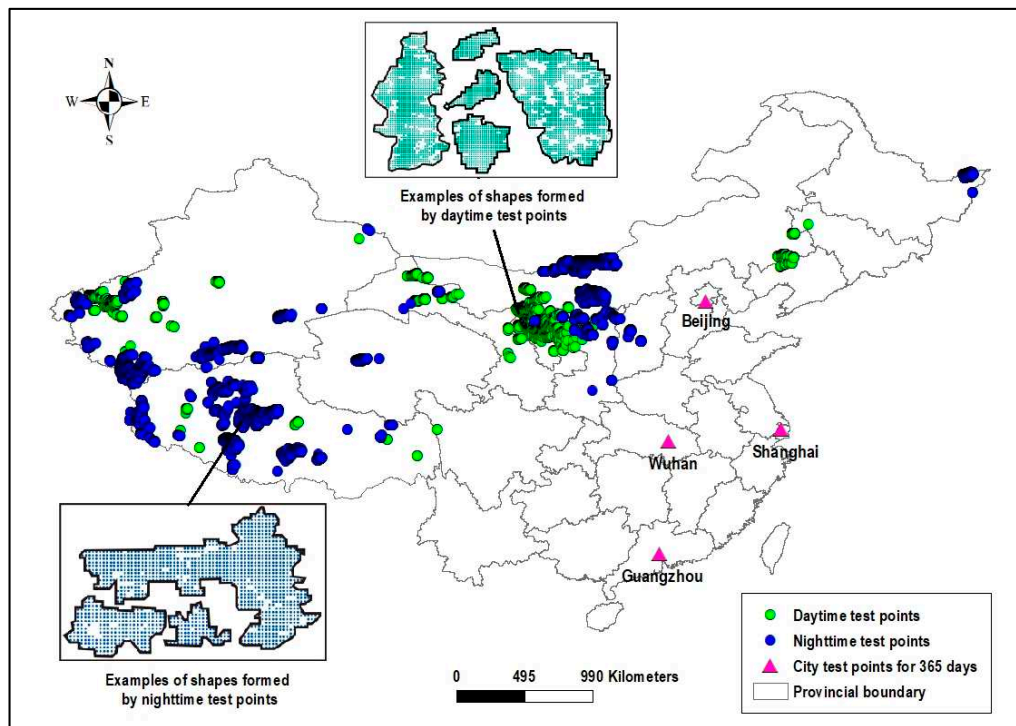 N
W E
S
Examples of shapes formed
by daytime test points
Beijing
Wuhan
Shanghai
Guangzhou
Examples of shapes formed
by nighttime test points
0 495 990 Kilometers
Daytime test points
Nighttime test points
City test points for 365 days
Provincial boundary